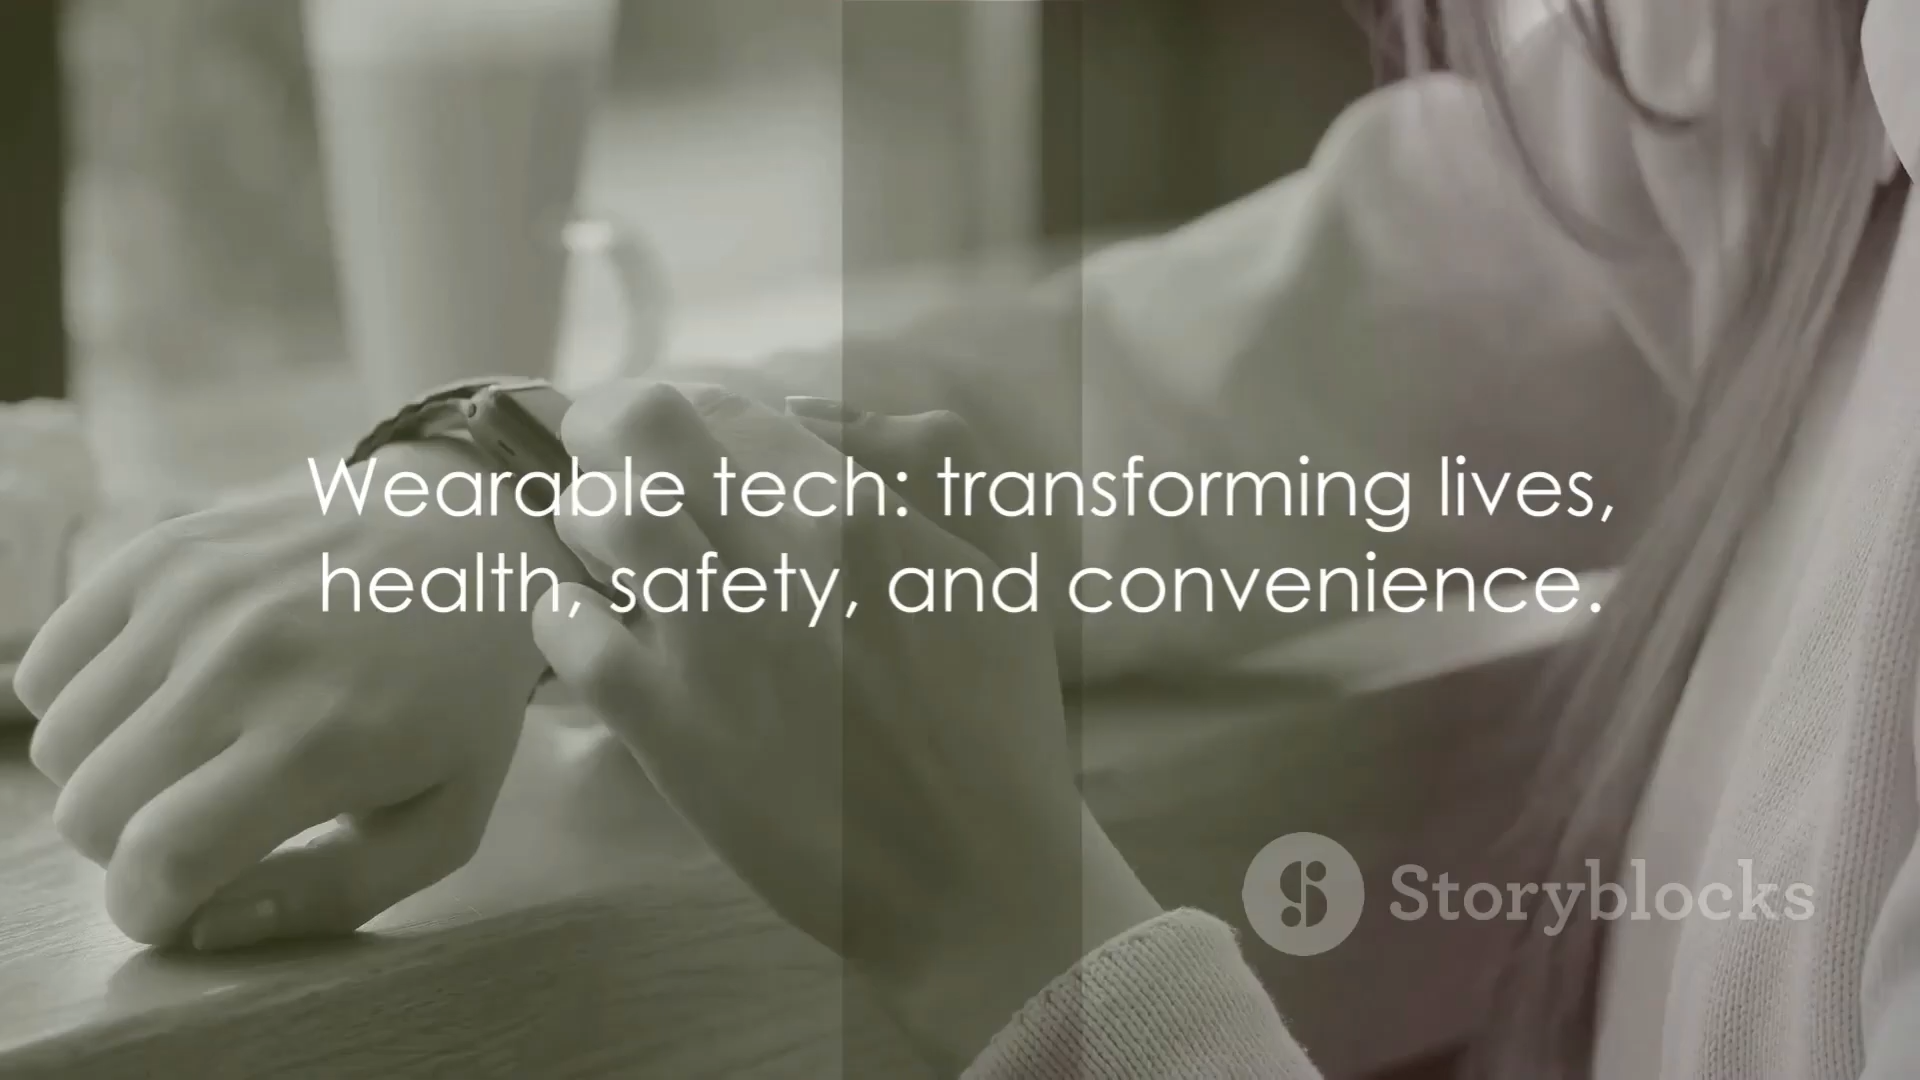 Wearable tech: transforming lives,
health, safety, and convenience.
Storyblocks